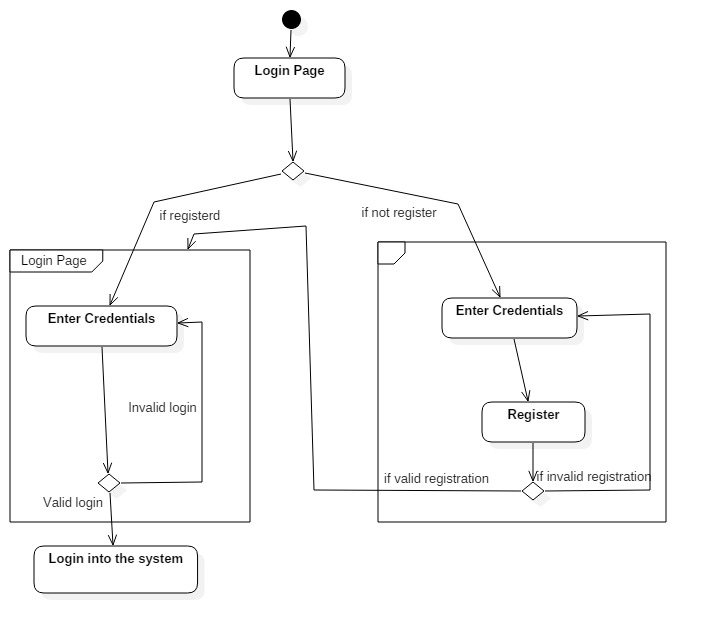 Login Page
if registerd
if not register
Login Page
Enter Credentials
Enter Credentials
Invalid login
Register
Valid login
if valid registration
if invalid registration
Login into the system